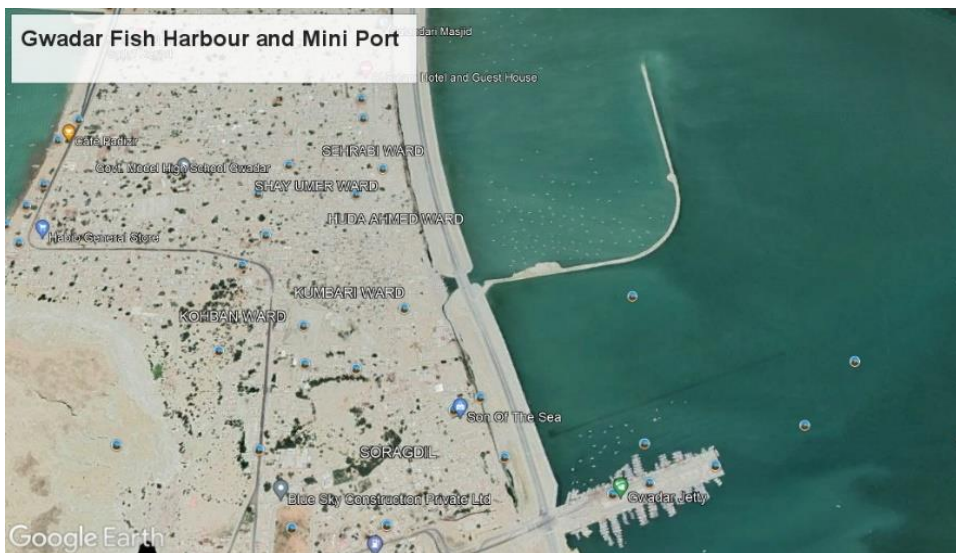 Gwadar Fish Harbour and Mini Port
Masjid
Hotel and Guest House
Café Padizir
SEHRABI WARD
Govt. Model High School Gwadar
SHAY UMER WARD
HUDA AHMED WARD
Habib General Store
KUMBARI WARD
KOHBAN WARD
Son Of The Sea
SORAGDIL
Blue Sky Construction Private Ltd
Gwadar Jetty
Google Earth